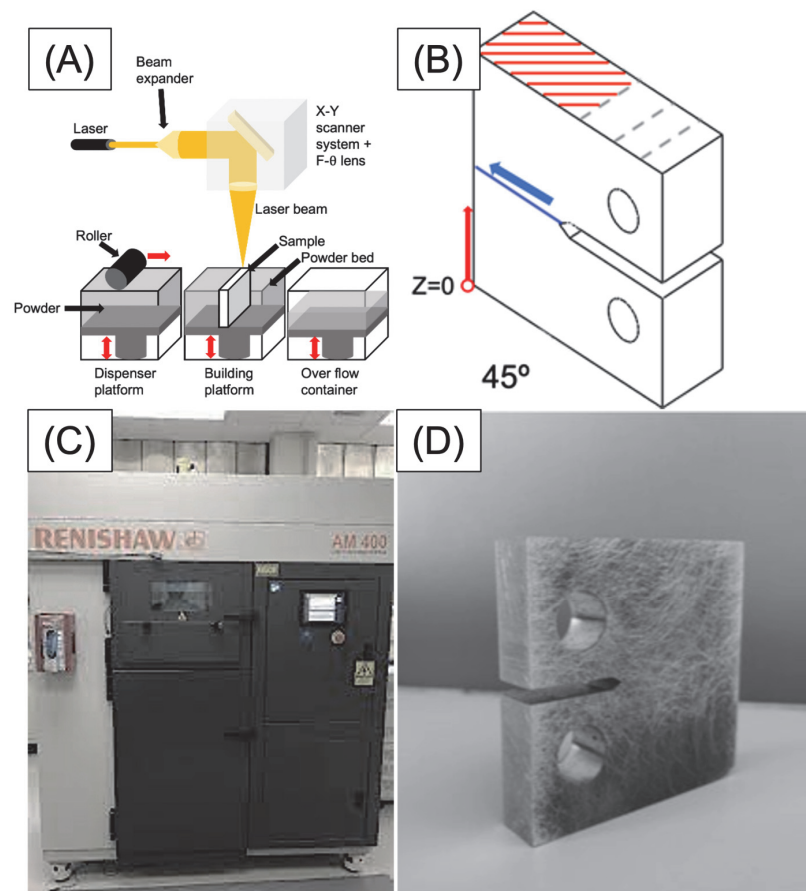 (A)
Beam
expander
Laser
X-Y
scanner
system +
F-θ lens
Laser beam
Roller
Sample
Powder bed
Powder
Dispenser
platform
Building
platform
Over flow
container
(B)
Z=0
45º
(C)
RENISHAW
AM 400
(D)